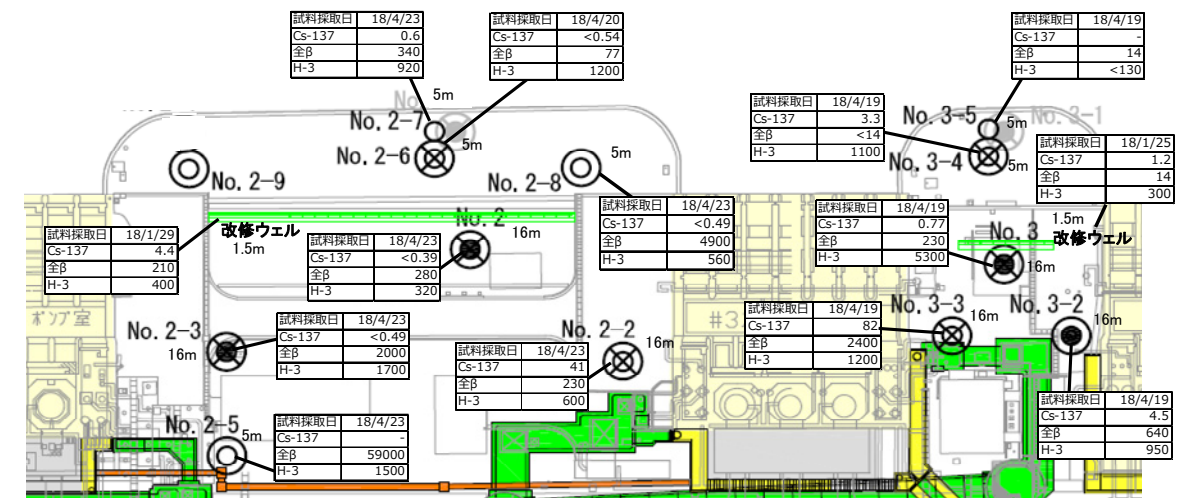 試料採取日 18/4/23
Cs-137 0.6
全β 340
H-3 920
試料採取日 18/4/20
Cs-137 <0.54
全β 77
H-3 1200
試料採取日 18/4/19
Cs-137 -
全β 14
H-3 <130
No 5m
No. 2-7
No. 2-6 5m
No. 2-9
No. 2-8 5m
試料採取日 18/4/19
Cs-137 3.3
全β <14
H-3 1100
No. 3-5 5m
No. 3-1
No. 3-4 5m
試料採取日 18/1/25
Cs-137 1.2
全β 14
H-3 300
試料採取日 18/1/29
Cs-137 4.4
全β 210
H-3 400
改修ウェル
1.5m
No. 2 16m
試料採取日 18/4/23
Cs-137 <0.39
全β 280
H-3 320
試料採取日 18/4/23
Cs-137 <0.49
全β 4900
H-3 560
試料採取日 18/4/19
Cs-137 0.77
全β 230
H-3 5300
1.5m
改修ウェル
No. 3
16m
ポンプ室
No. 2-3
16m
試料採取日 18/4/23
Cs-137 <0.49
全β 2000
H-3 1700
試料採取日 18/4/23
Cs-137 41
全β 230
H-3 600
No. 2-2
16m
#3
試料採取日 18/4/19
Cs-137 82
全β 2400
H-3 1200
No. 3-3
16m
No. 3-2
16m
No. 2-5
5m
試料採取日 18/4/23
Cs-137 -
全β 59000
H-3 1500
試料採取日 18/4/19
Cs-137 4.5
全β 640
H-3 950